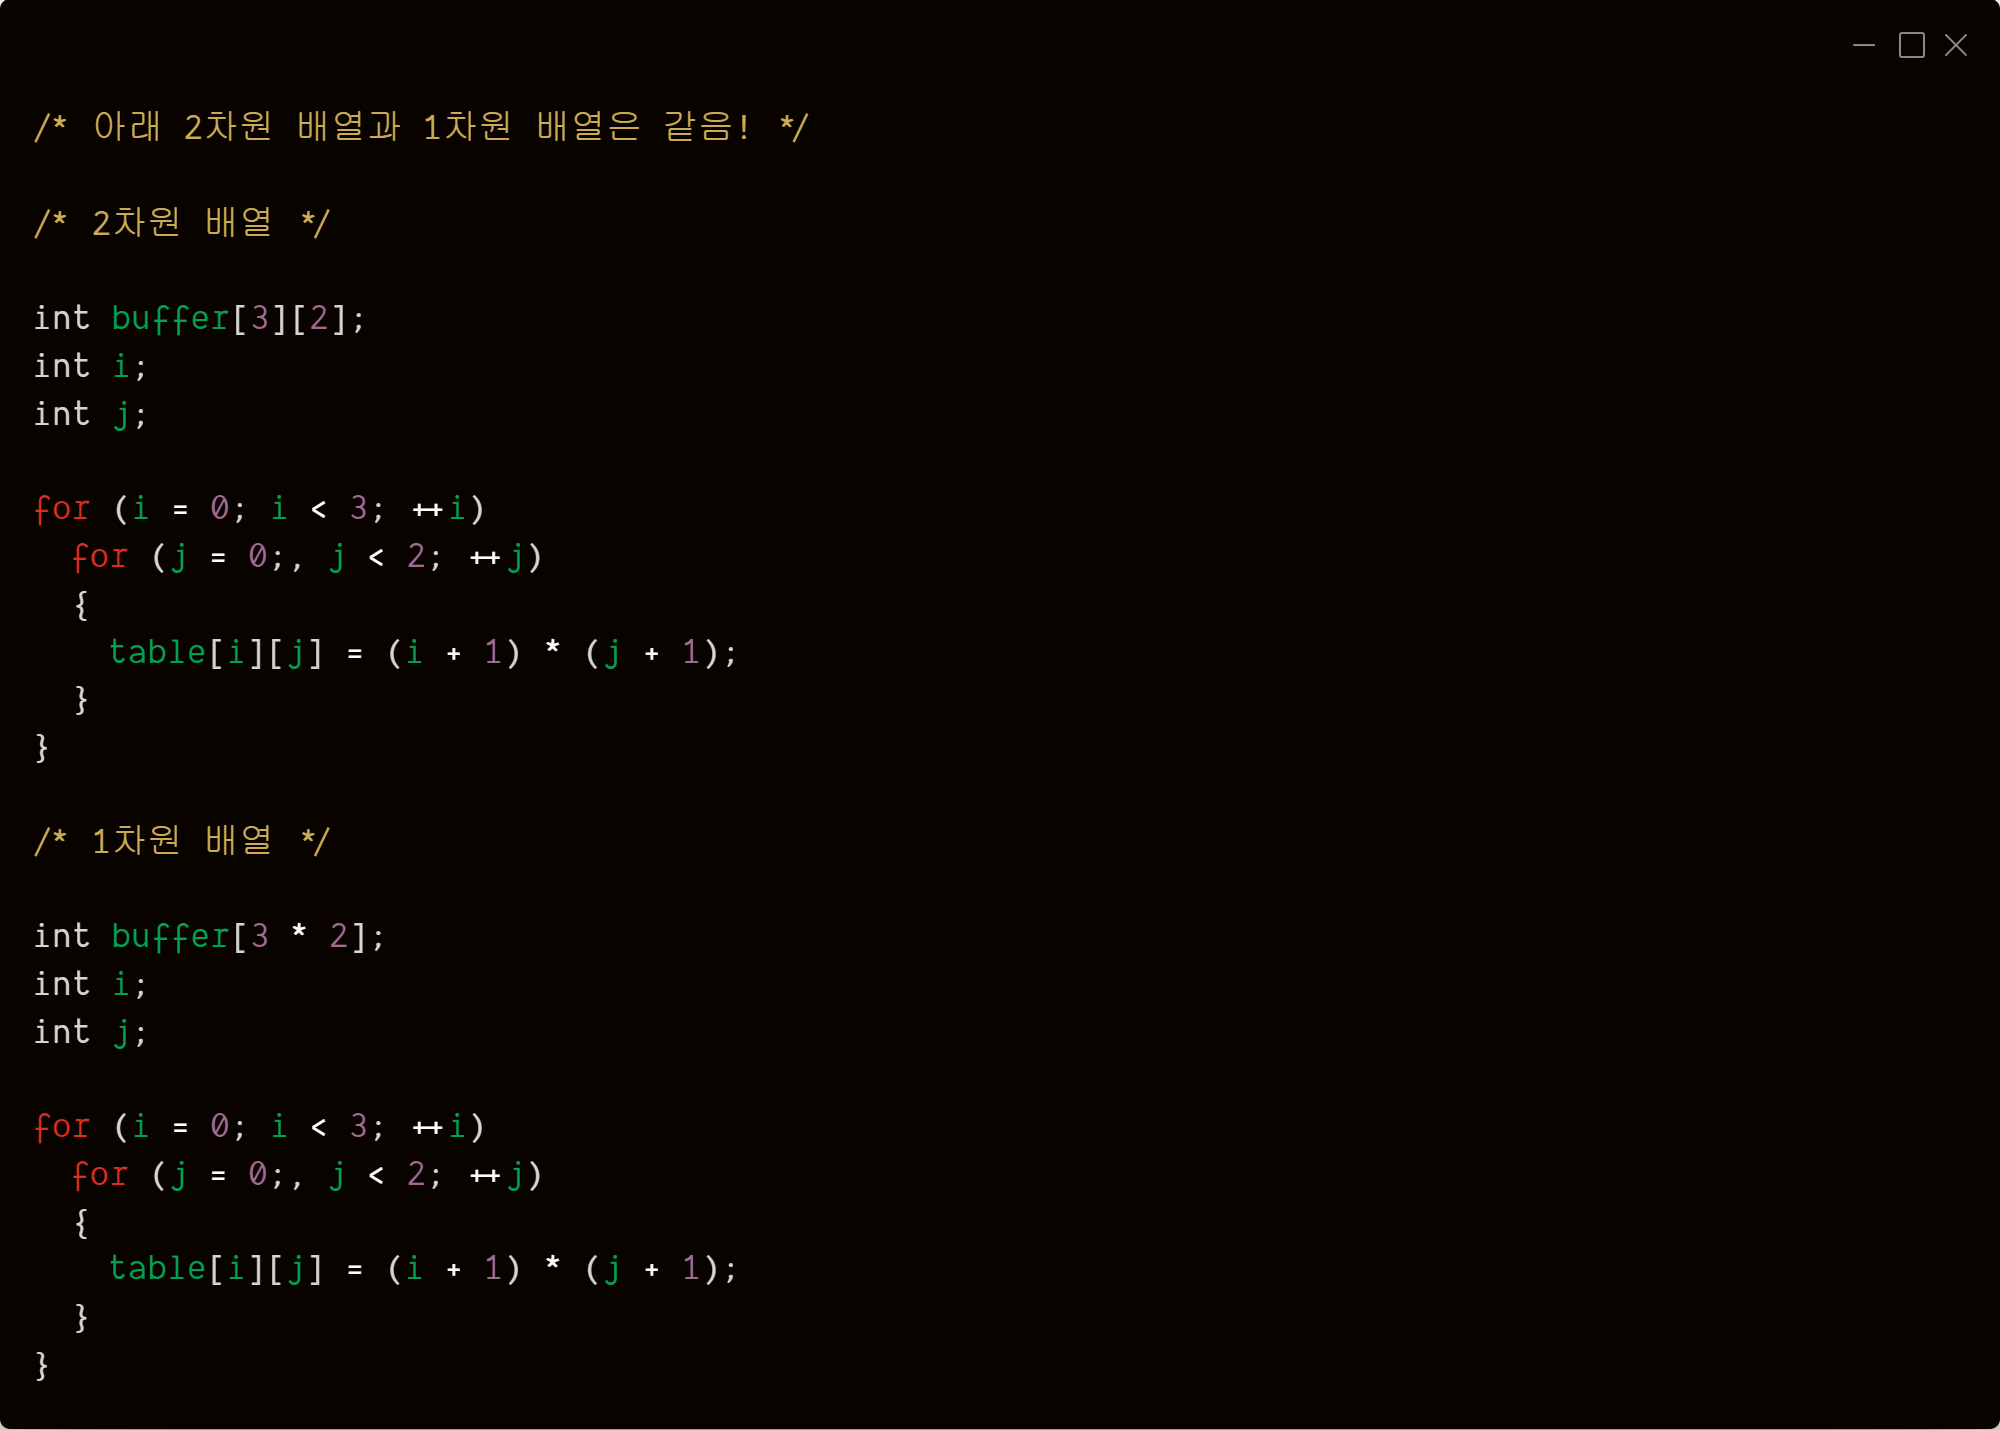 /* 아래 2차원 배열과 1차원 배열은 같음! */
/* 2차원 배열 */
int buffer[3][2];
int i;
int j;
for (i = 0; i < 3; ++i)
for (j = 0;, j < 2; ++j)
{
table[i][j] = (i + 1) * (j + 1);
}
}
/* 1차원 배열 */
int buffer[3 * 2];
int i;
int j;
for (i = 0; i < 3; ++i)
for (j = 0;, j < 2; ++j)
{
table[i][j] = (i + 1) * (j + 1);
}
}